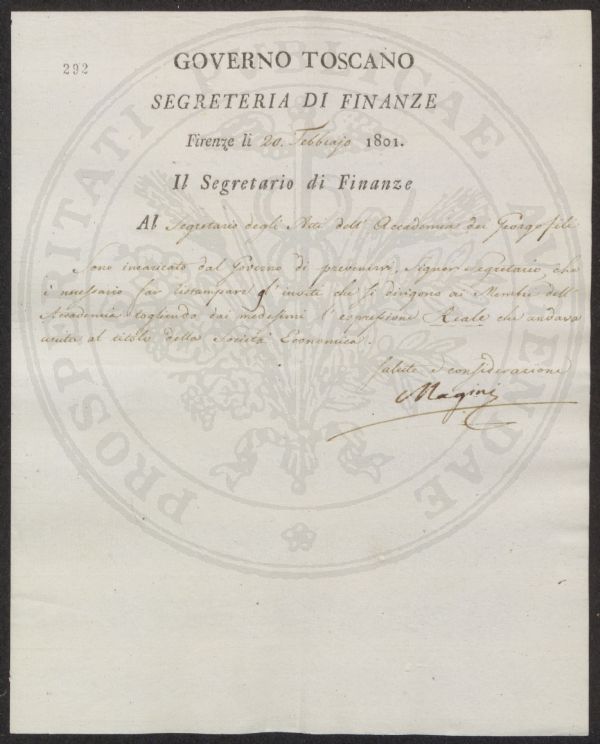 292
GOVERNO TOSCANO
SEGRETERIA DI FINANZE
Firenze li 20. Febbrajo 1801.
Il Segretario di Finanze
Al Segretario degli Atti dell' Accademia dei Georgofili
Sono incaricato dal Governo di prevenirvi, Signor Segretario che
è necessario far ristampare gl' inviti che si dirigono ai Membri dell'
Accademia togliendo dai medesimi l' espressione Reale che andava
unita al titolo della Società Economica.
Salute e considerazione
Magini
PROSPERITATI PUBLICAE AUGENDAE